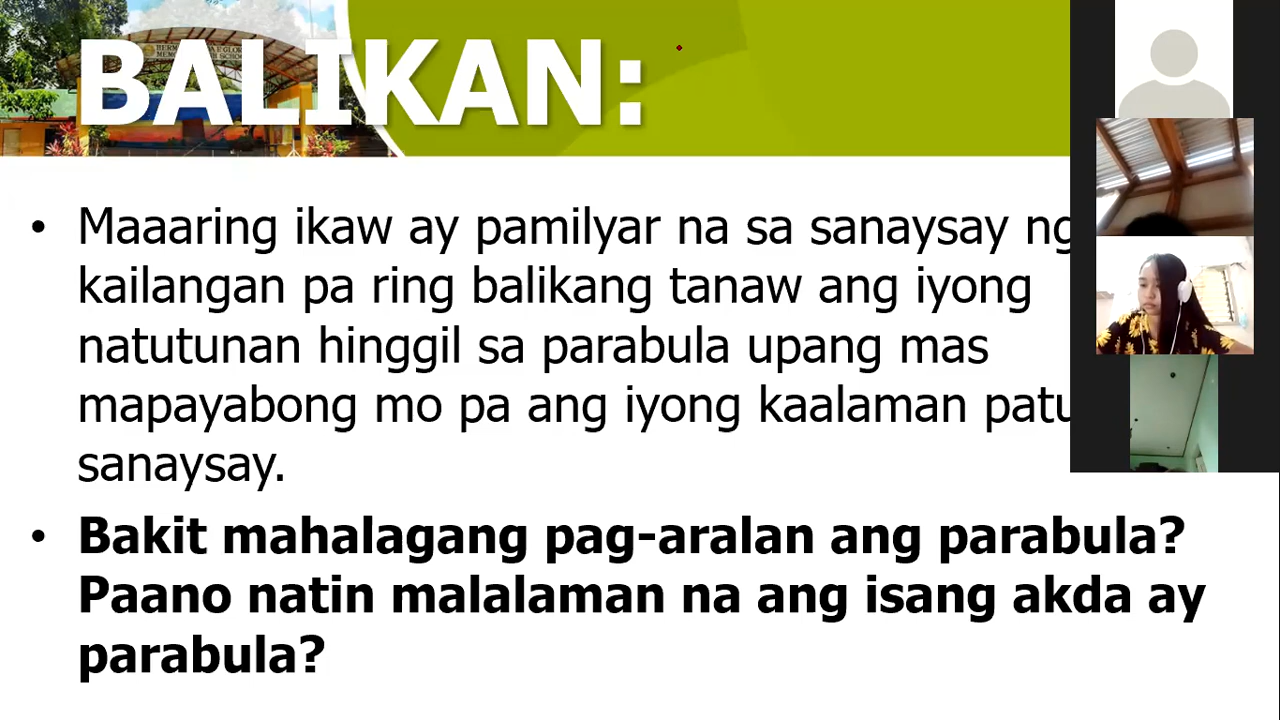 BALIKAN:
• Maaaring ikaw ay pamilyar na sa sanaysay
kailangan pa ring balikang tanaw ang iyong
natutunan hinggil sa parabula upang mas
mapayabong mo pa ang iyong kaalaman
sanaysay.
• Bakit mahalagang pag-aralan ang parabula?
Paano natin malalaman na ang isang akda ay
parabula?